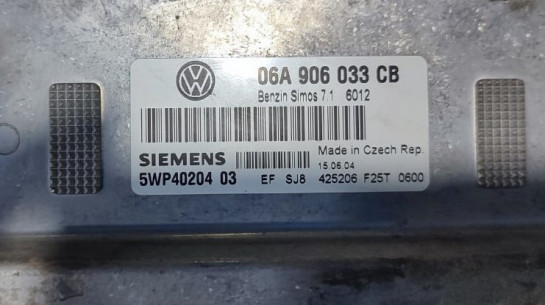 06A 906 033 CB
Benzin Simos 7.1 6012
SIEMENS
Made in Czech Rep.
15.06.04
5WP40204 03 EF SJ8 425206 F25T 0600